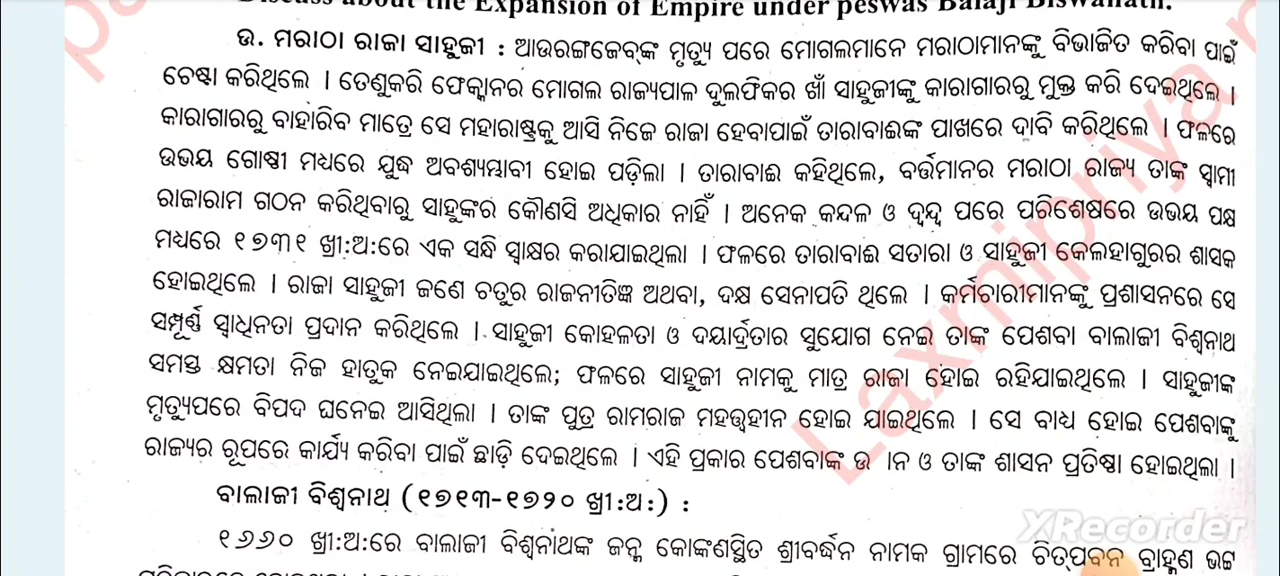 Discuss about the Expansion of Empire under peswas Balaji Biswanath.
ଉ. ମରାଠା ରାଜା ସାହୁଜୀ : ଆଉରଙ୍ଗଜେବ୍‌ଙ୍କ ମୃତ୍ୟୁ ପରେ ମୋଗଲମାନେ ମରାଠାମାନଙ୍କୁ ବିଭାଜିତ କରିବା ପାଇଁ
ଚେଷ୍ଟା କରିଥିଲେ । ତେଣୁକରି ଫେକ୍କାନର ମୋଗଲ ରାଜ୍ୟପାଳ ଦୁଲଫିକର ଖାଁ ସାହୁଜୀଙ୍କୁ କାରାଗାରରୁ ମୁକ୍ତ କରି ଦେଇଥିଲେ ।
କାରାଗାରରୁ ବାହାରିବ ମାତ୍ରେ ସେ ମହାରାଷ୍ଟ୍ରକୁ ଆସି ନିଜେ ରାଜା ହେବାପାଇଁ ତାରାବାଈଙ୍କ ପାଖରେ ଦାବି କରିଥିଲେ । ଫଳରେ
ଉଭୟ ଗୋଷ୍ଠୀ ମଧ୍ୟରେ ଯୁଦ୍ଧ ଅବଶ୍ୟମ୍ଭାବୀ ହୋଇ ପଡ଼ିଲା । ତାରାବାଈ କହିଥିଲେ, ବର୍ତ୍ତମାନର ମରାଠା ରାଜ୍ୟ ତାଙ୍କ ସ୍ୱାମୀ
ରାଜାରାମ ଗଠନ କରିଥିବାରୁ ସାହୁଙ୍କର କୌଣସି ଅଧିକାର ନାହିଁ । ଅନେକ କନ୍ଦଳ ଓ ଦ୍ୱନ୍ଦ୍ୱ ପରେ ପରିଶେଷରେ ଉଭୟ ପକ୍ଷ
ମଧ୍ୟରେ ୧୭୩୧ ଖ୍ରୀ:ଅ:ରେ ଏକ ସନ୍ଧି ସ୍ୱାକ୍ଷର କରାଯାଇଥିଲା । ଫଳରେ ତାରାବାଈ ସତାରା ଓ ସାହୁଜୀ କେଲହାଗୁରର ଶାସକ
ହୋଇଥିଲେ । ରାଜା ସାହୁଜୀ ଜଣେ ଚତୁର ରାଜନୀତିଜ୍ଞ ଅଥବା, ଦକ୍ଷ ସେନାପତି ଥିଲେ । କର୍ମଚାରୀମାନଙ୍କୁ ପ୍ରଶାସନରେ ସେ
ସମ୍ପୂର୍ଣ୍ଣ ସ୍ୱାଧିନତା ପ୍ରଦାନ କରିଥିଲେ । ସାହୁଜୀ କୋହଳତା ଓ ଦୟାର୍ଦ୍ରତାର ସୁଯୋଗ ନେଇ ତାଙ୍କ ପେଶବା ବାଲାଜୀ ବିଶ୍ୱନାଥ
ସମସ୍ତ କ୍ଷମତା ନିଜ ହାତୁକ ନେଇଯାଇଥିଲେ; ଫଳରେ ସାହୁଜୀ ନାମକୁ ମାତ୍ର ରାଜା ହୋଇ ରହିଯାଇଥିଲେ । ସାହୁଜୀଙ୍କ
ମୃତ୍ୟୁପରେ ବିପଦ ଘନେଇ ଆସିଥିଲା । ତାଙ୍କ ପୁତ୍ର ରାମରାଜ ମହତ୍ତ୍ୱହୀନ ହୋଇ ଯାଇଥିଲେ । ସେ ବାଧ୍ୟ ହୋଇ ପେଶବାଙ୍କୁ
ରାଜ୍ୟର ରୂପରେ କାର୍ଯ୍ୟ କରିବା ପାଇଁ ଛାଡ଼ି ଦେଇଥିଲେ । ଏହି ପ୍ରକାର ପେଶବାଙ୍କ ଉ ାନ ଓ ତାଙ୍କ ଶାସନ ପ୍ରତିଷ୍ଠା ହୋଇଥିଲା ।
ବାଲାଜୀ ବିଶ୍ୱନାଥ (୧୭୧୩-୧୭୨୦ ଖ୍ରୀ:ଅ:) :
୧୬୬୦ ଖ୍ରୀ:ଅ:ରେ ବାଲାଜୀ ବିଶ୍ୱନାଥଙ୍କ ଜନ୍ମ କୋଙ୍କଣସ୍ଥିତ ଶ୍ରୀବର୍ଦ୍ଧନ ନାମକ ଗ୍ରାମରେ ଚିତ୍‌ପବନ ବ୍ରାହ୍ମଣ ଭଟ୍ଟ
Laxmipriya
XRecorder